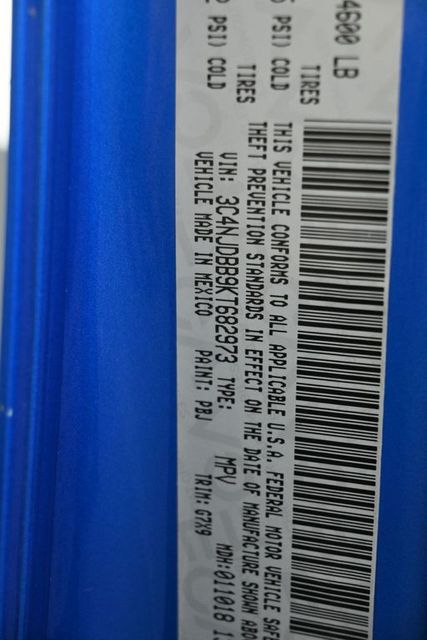 4600 LB
TIRES
PSI) COLD
TIRES
PSI) COLD
THIS VEHICLE CONFORMS TO ALL APPLICABLE U.S.A. FEDERAL MOTOR VEHICLE SAFE
THEFT PREVENTION STANDARDS IN EFFECT ON THE DATE OF MANUFACTURE SHOWN ABO
VIN: 3C4NJDBB9KT682973 TYPE: MPV MDH:011018
VEHICLE MADE IN MEXICO PAINT: PBJ TRIM: G7X9